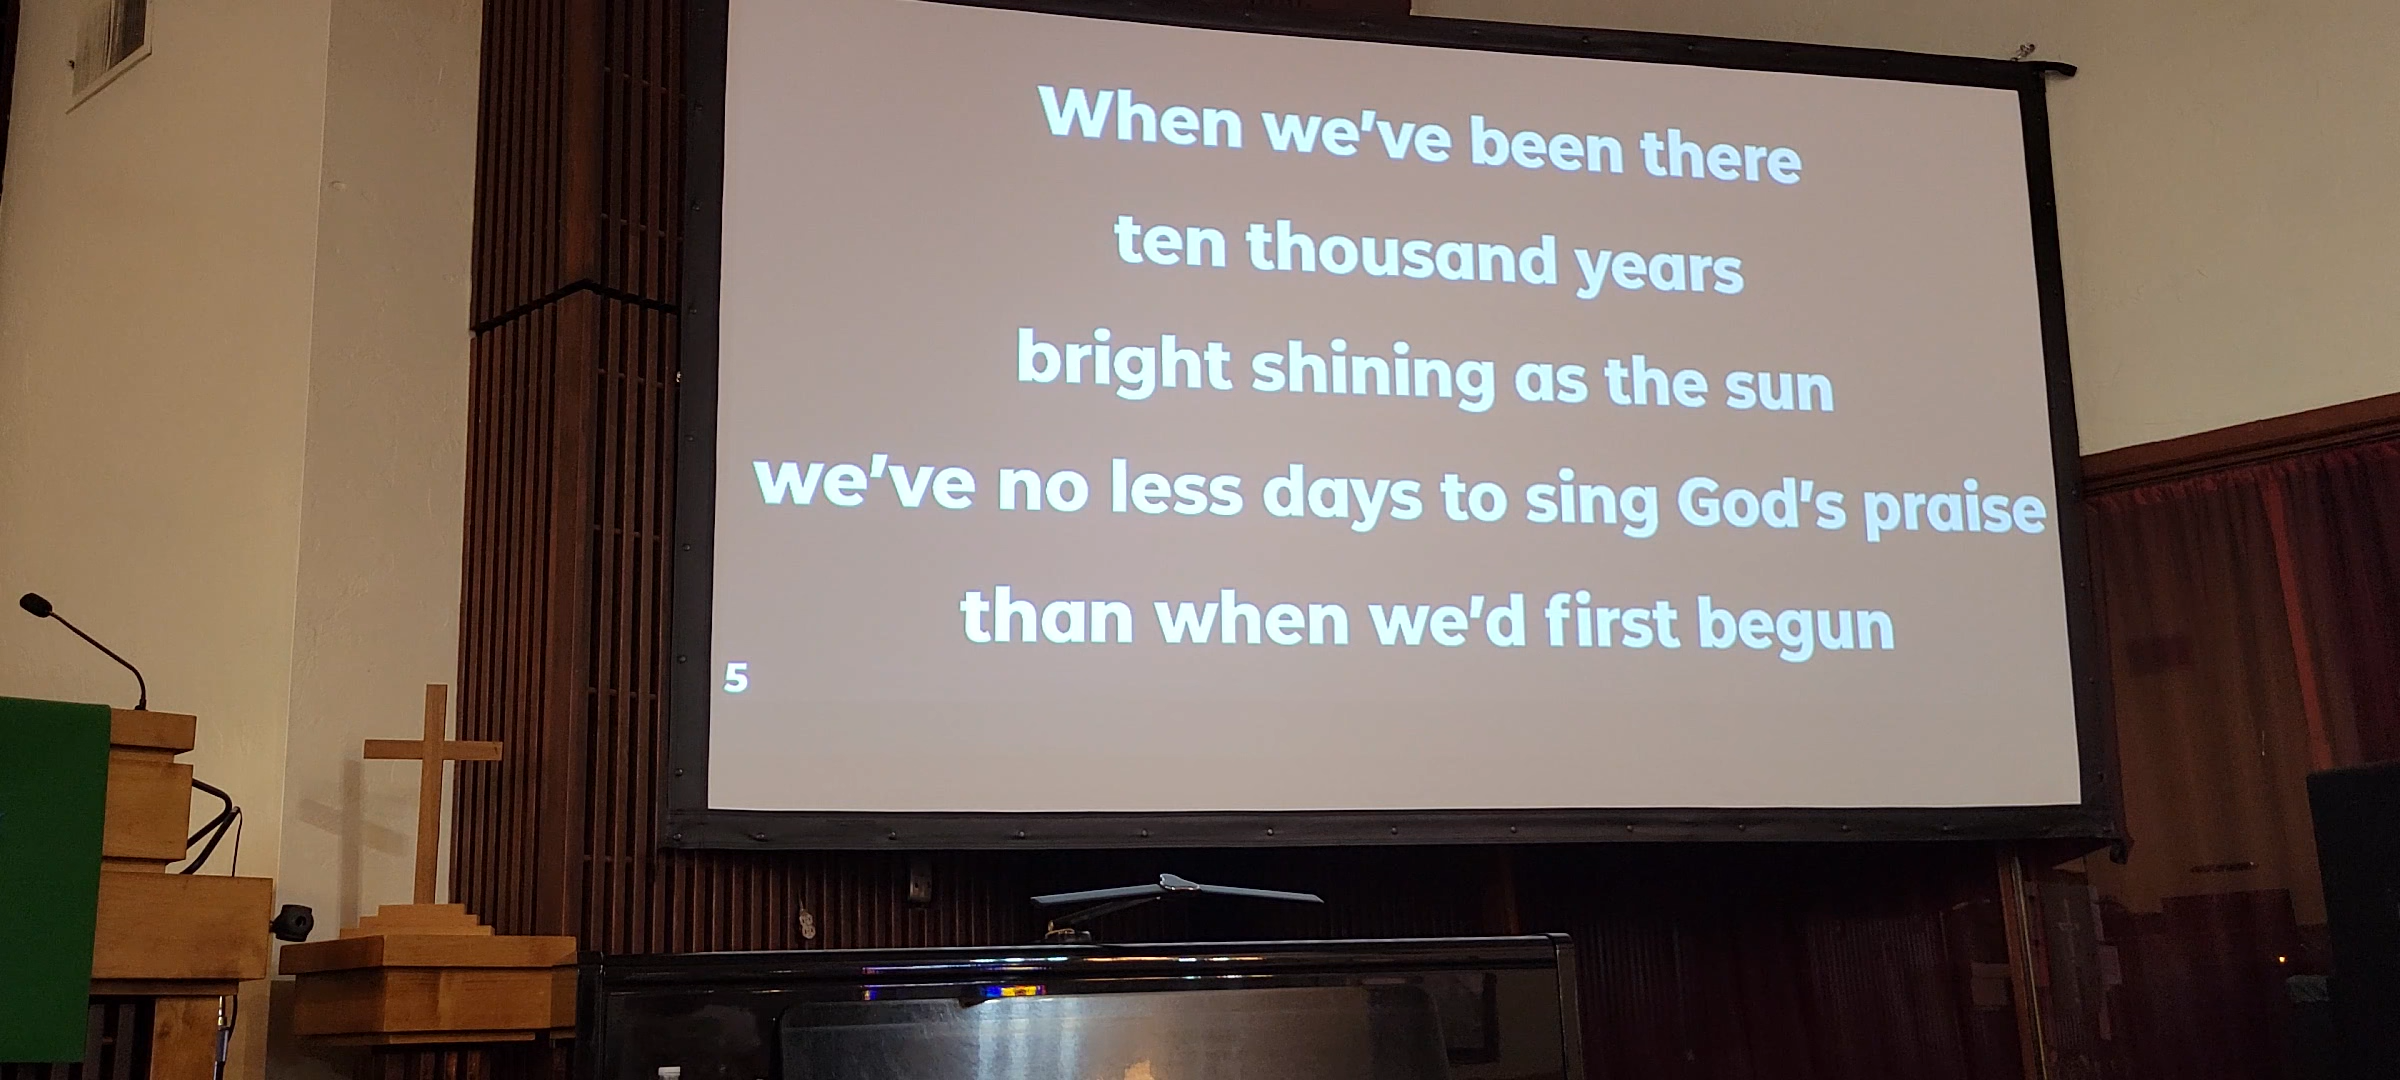 When we've been there
ten thousand years
bright shining as the sun
we've no less days to sing God's praise
than when we'd first begun
5